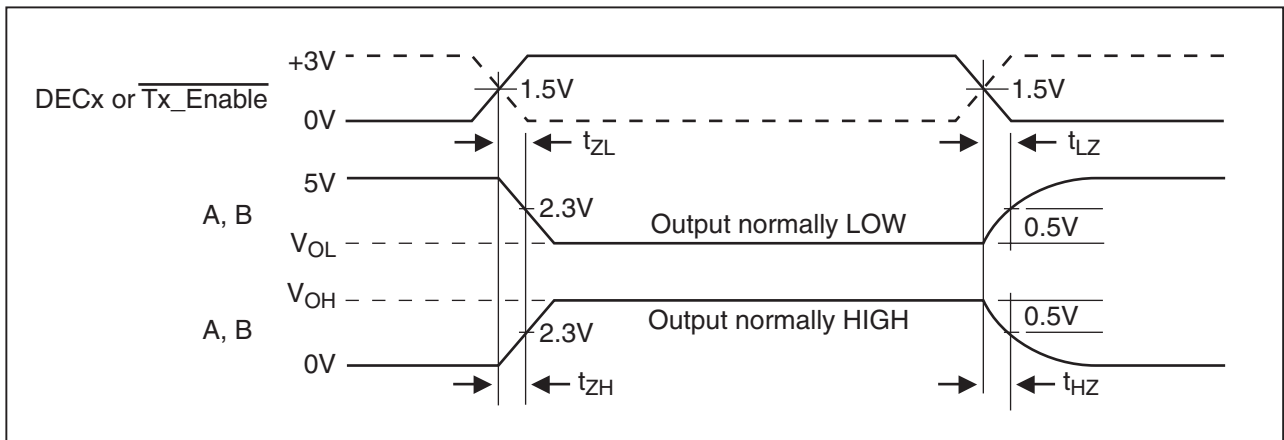 +3V
DECx or Tx_Enable
0V
1.5V
1.5V
tZL
tLZ
5V
A, B
VOL
2.3V
Output normally LOW
0.5V
VOH
A, B
0V
2.3V
Output normally HIGH
0.5V
tZH
tHZ